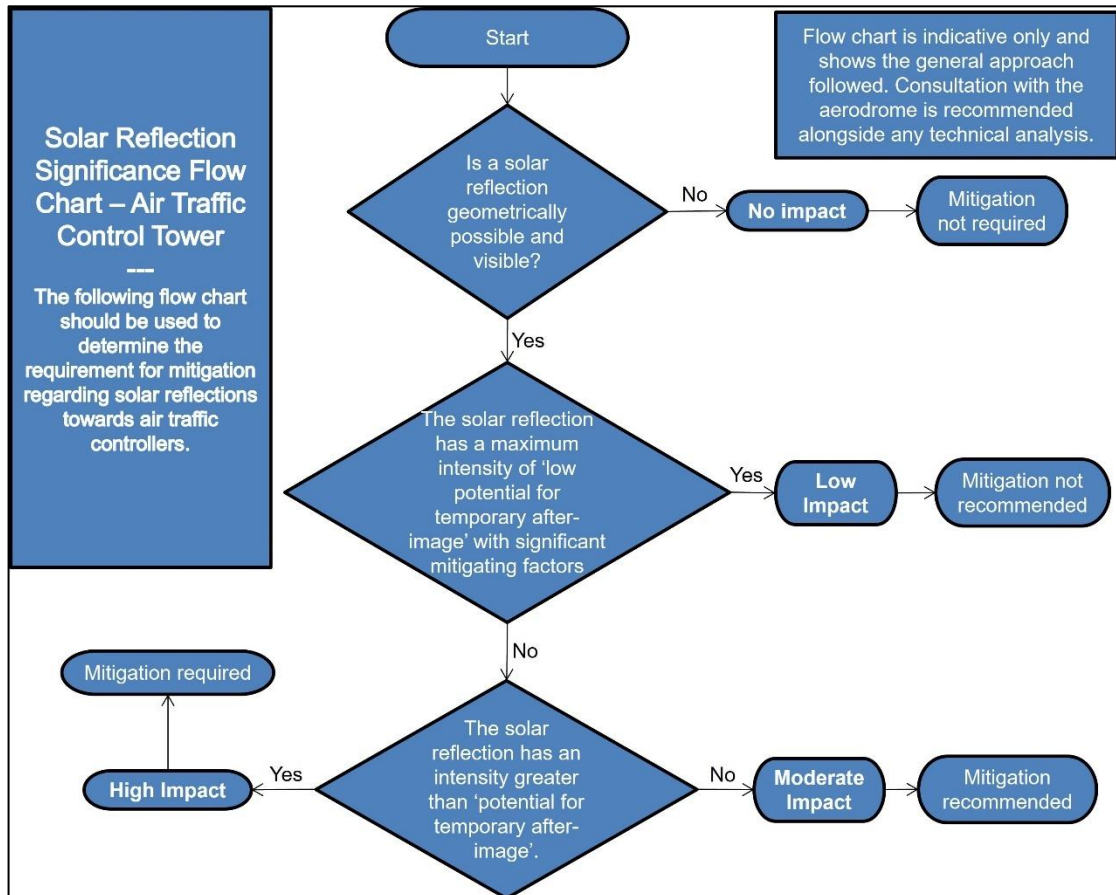 Solar Reflection
Significance Flow
Chart – Air Traffic
Control Tower
---
The following flow chart
should be used to
determine the
requirement for mitigation
regarding solar reflections
towards air traffic
controllers.
Start
Flow chart is indicative only and
shows the general approach
followed. Consultation with the
aerodrome is recommended
alongside any technical analysis.
Is a solar
reflection
geometrically
possible and
visible?
No
No impact
Mitigation
not required
Yes
The solar reflection
has a maximum
intensity of ‘low
potential for
temporary after-
image’ with significant
mitigating factors
Yes
Low
Impact
Mitigation not
recommended
No
The solar
reflection has an
intensity greater
than ‘potential for
temporary after-
image’.
Yes
High Impact
Mitigation required
No
Moderate
Impact
Mitigation
recommended